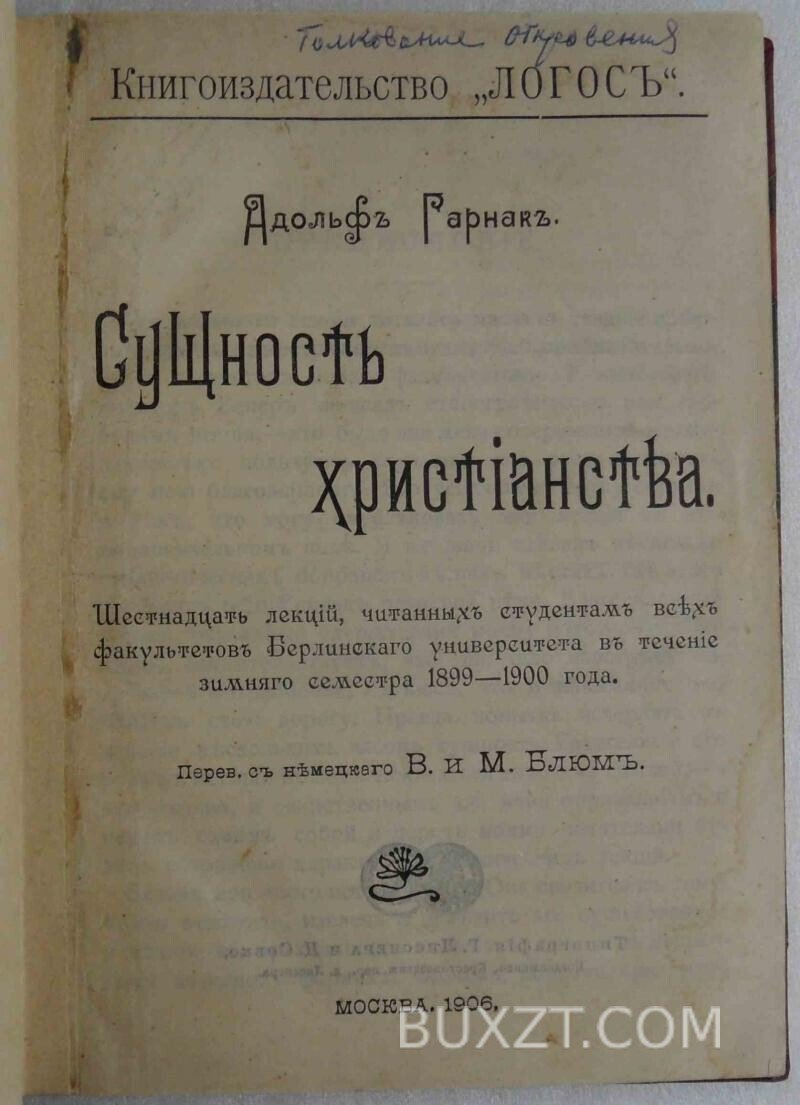 Толкование откровения
Книгоиздательство „ЛОГОСЪ“.
Адольфъ Гарнакъ.
Сущность
христіанства.
Шестнадцать лекцій, читанныхъ студентамъ всѣхъ
факультетовъ Берлинскаго университета въ теченіе
зимняго семестра 1899—1900 года.
Перев. съ нѣмецкаго В. и М. Блюмъ.
МОСКВА. 1906.
BUXZT.COM